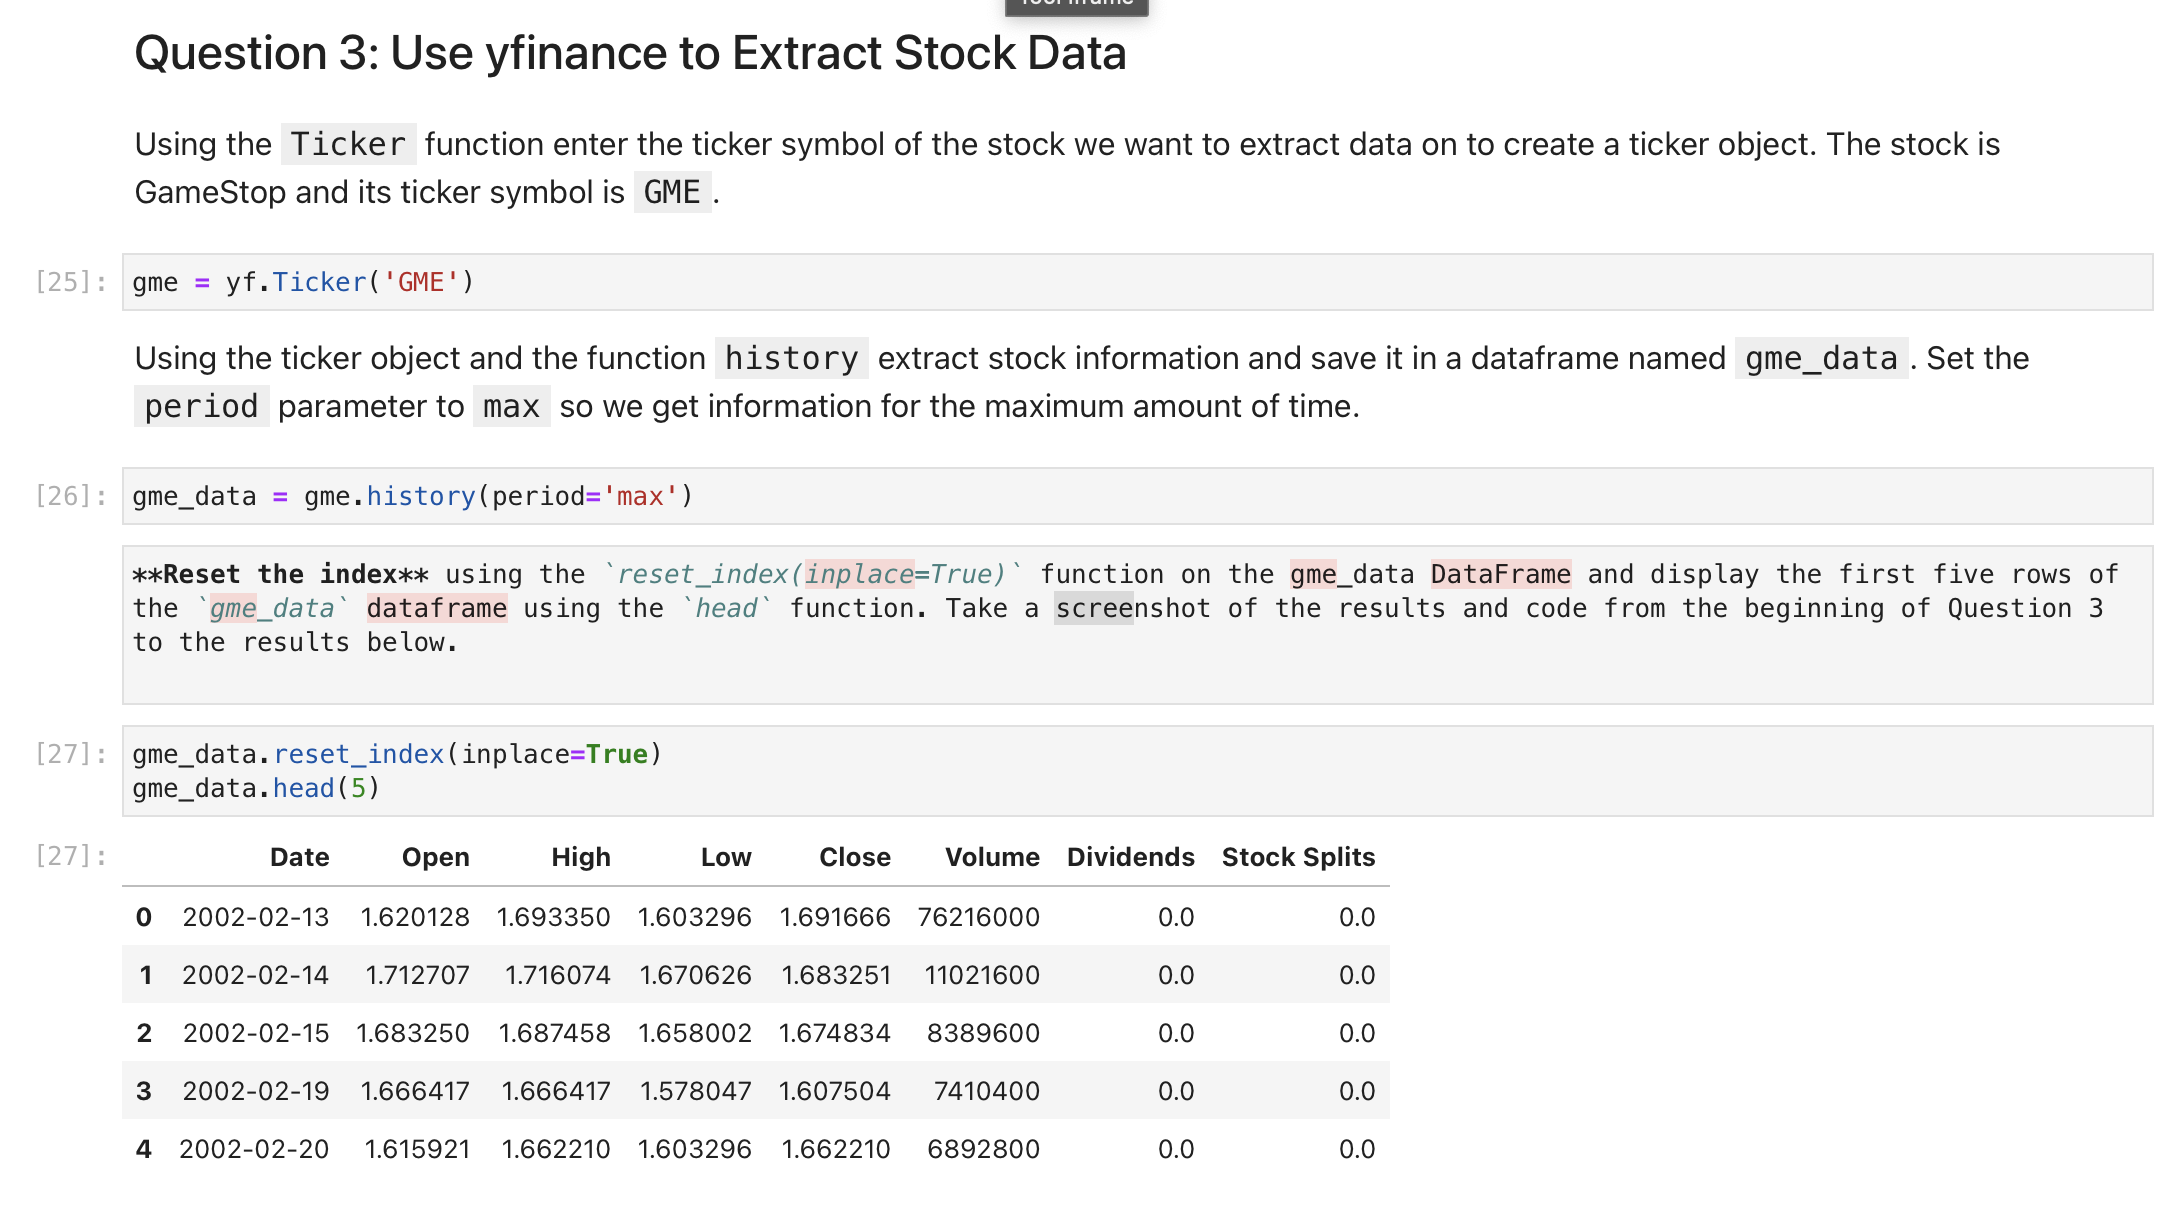 Question 3: Use yfinance to Extract Stock Data
Using the Ticker function enter the ticker symbol of the stock we want to extract data on to create a ticker object. The stock is
GameStop and its ticker symbol is GME .
[25]: gme = yf.Ticker('GME')
Using the ticker object and the function history extract stock information and save it in a dataframe named gme_data . Set the
period parameter to max so we get information for the maximum amount of time.
[26]: gme_data = gme.history(period='max')
**Reset the index** using the `reset_index(inplace=True)` function on the gme_data DataFrame and display the first five rows of
the `gme_data` dataframe using the `head` function. Take a screenshot of the results and code from the beginning of Question 3
to the results below.
[27]: gme_data.reset_index(inplace=True)
gme_data.head(5)
[27]: Date Open High Low Close Volume Dividends Stock Splits
0 2002-02-13 1.620128 1.693350 1.603296 1.691666 76216000 0.0 0.0
1 2002-02-14 1.712707 1.716074 1.670626 1.683251 11021600 0.0 0.0
2 2002-02-15 1.683250 1.687458 1.658002 1.674834 8389600 0.0 0.0
3 2002-02-19 1.666417 1.666417 1.578047 1.607504 7410400 0.0 0.0
4 2002-02-20 1.615921 1.662210 1.603296 1.662210 6892800 0.0 0.0